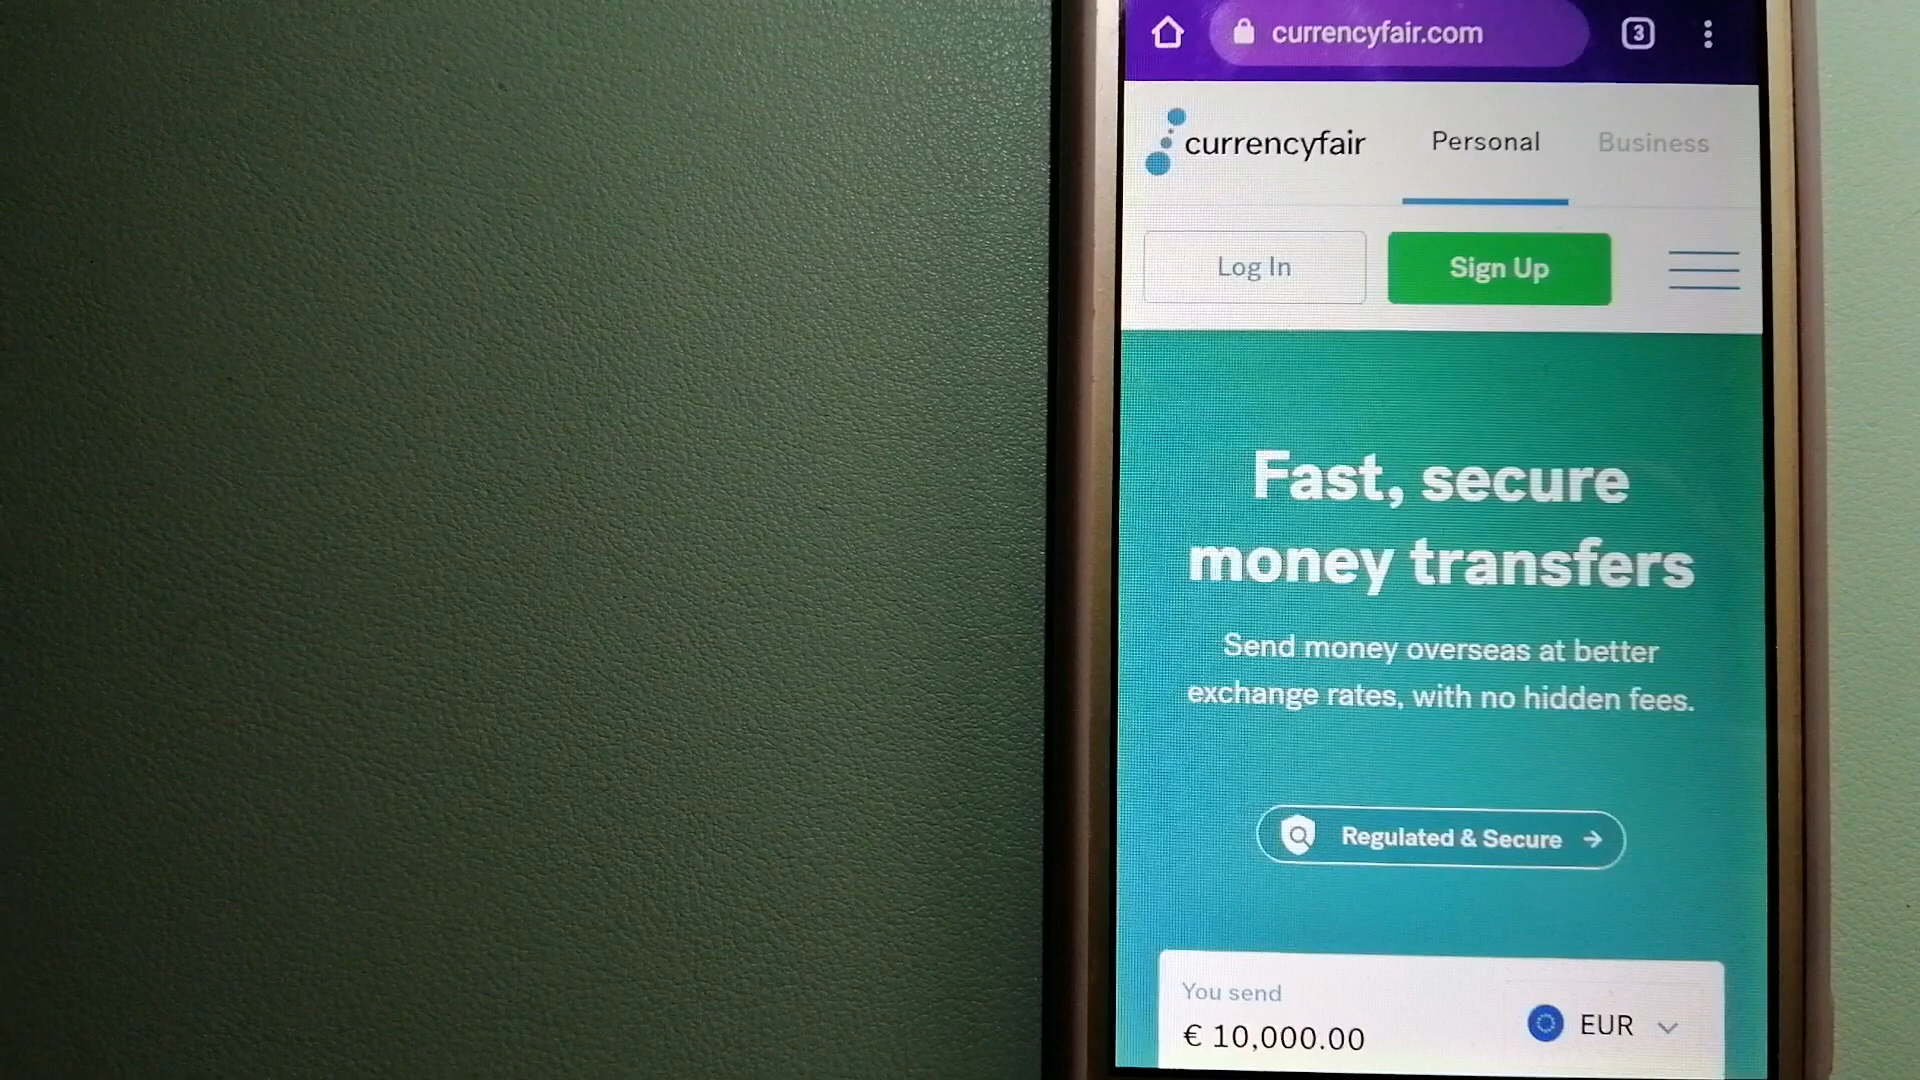 currencyfair.com
3
currencyfair
Personal
Business
Log In
Sign Up
Fast, secure
money transfers
Send money overseas at better
exchange rates, with no hidden fees.
Regulated & Secure →
You send
€ 10,000.00
EUR